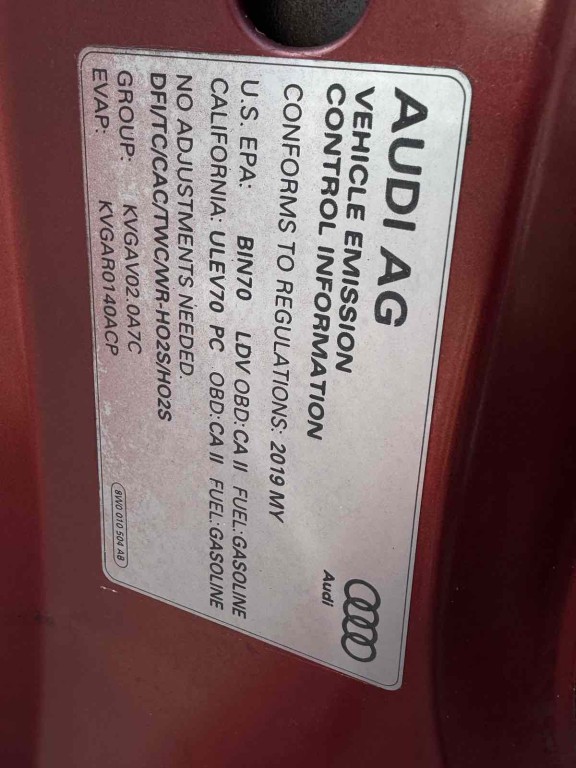 AUDI AG
VEHICLE EMISSION
CONTROL INFORMATION
Audi
CONFORMS TO REGULATIONS: 2019 MY
U.S. EPA: BIN70 LDV OBD:CA II FUEL:GASOLINE
CALIFORNIA: ULEV70 PC OBD:CA II FUEL:GASOLINE
NO ADJUSTMENTS NEEDED.
DFI/TC/CAC/TWC/WR-HO2S/HO2S
GROUP: KVGAV02.0A7C
EVAP: KVGAR0140ACP
8W0 010 504 AB